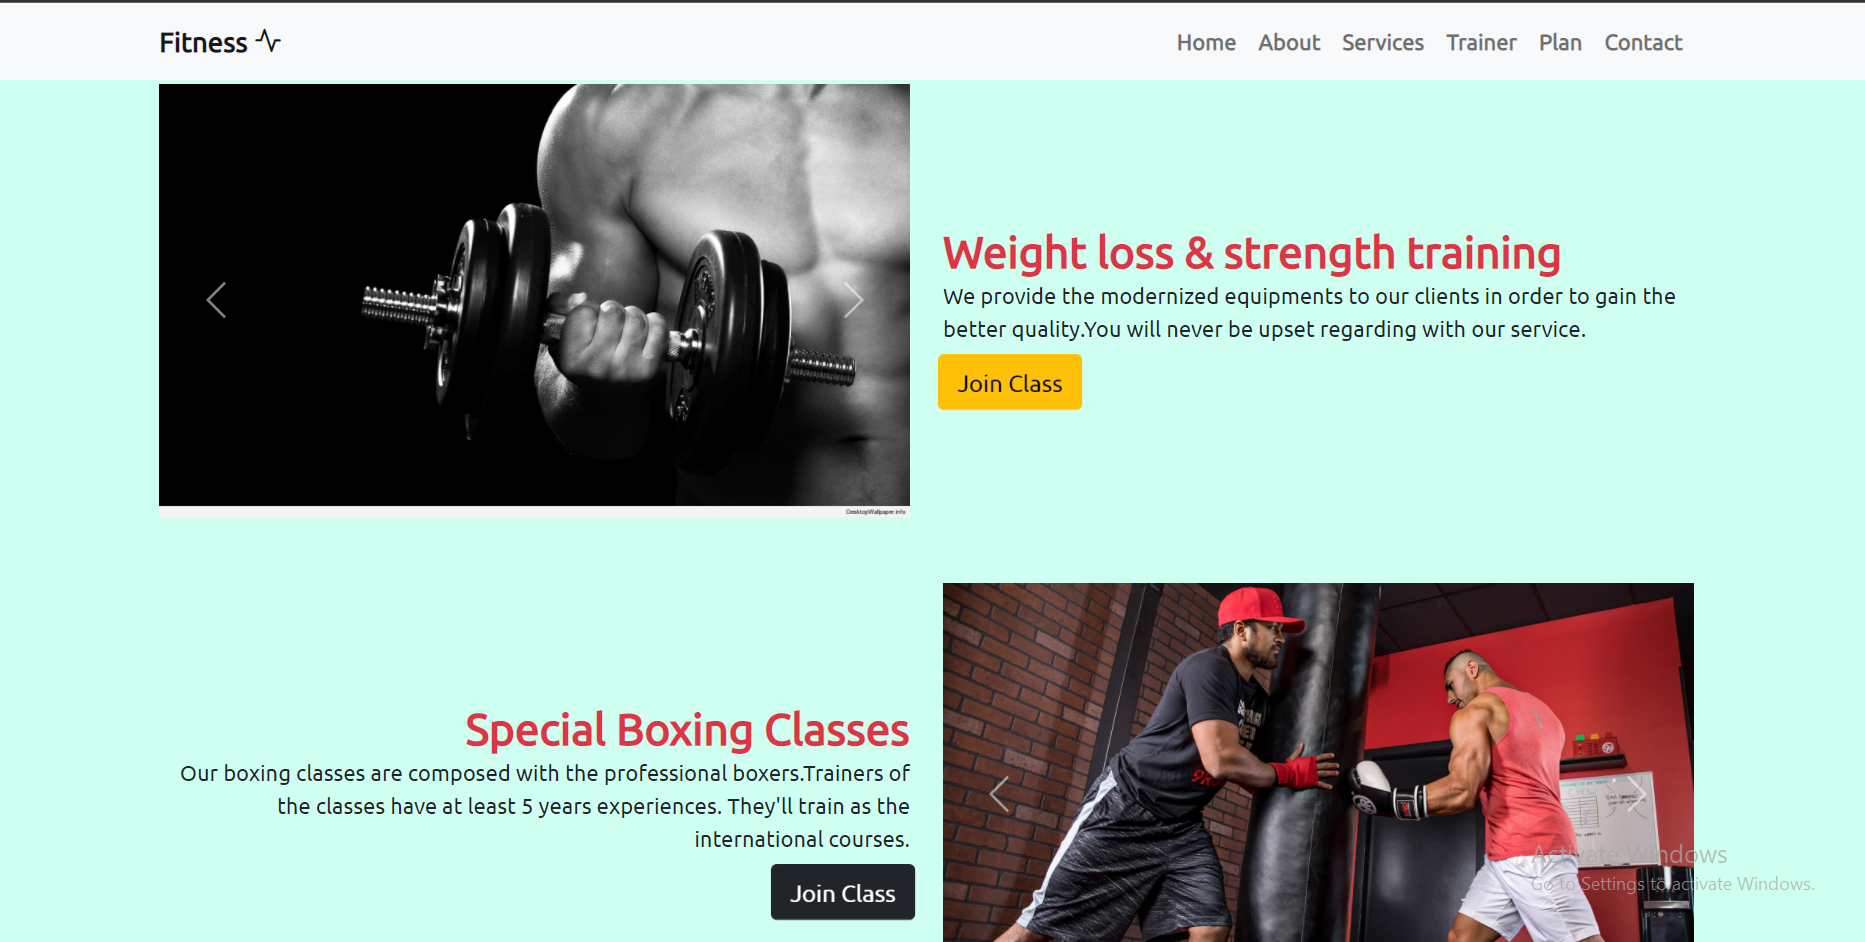 Fitness
Home About Services Trainer Plan Contact
DesktopWallpaper.info
Weight loss & strength training
We provide the modernized equipments to our clients in order to gain the
better quality.You will never be upset regarding with our service.
Join Class
Special Boxing Classes
Our boxing classes are composed with the professional boxers.Trainers of
the classes have at least 5 years experiences. They'll train as the
international courses.
Join Class
Activate Windows
Go to Settings to activate Windows.